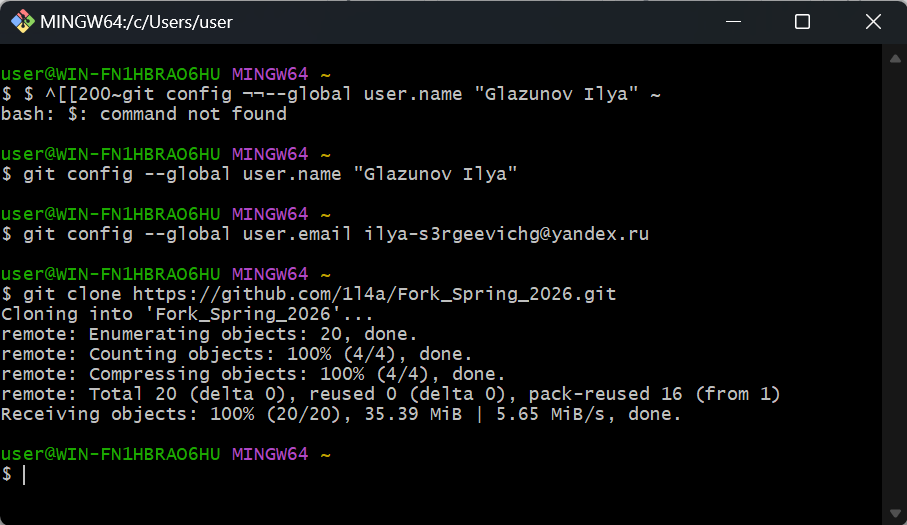 MINGW64:/c/Users/user
user@WIN-FN1HBRAO6HU MINGW64 ~
$ $ ^[[200~git config ¬¬--global user.name "Glazunov Ilya" ~
bash: $: command not found
user@WIN-FN1HBRAO6HU MINGW64 ~
$ git config --global user.name "Glazunov Ilya"
user@WIN-FN1HBRAO6HU MINGW64 ~
$ git config --global user.email ilya-s3rgeevichg@yandex.ru
user@WIN-FN1HBRAO6HU MINGW64 ~
$ git clone https://github.com/1l4a/Fork_Spring_2026.git
Cloning into 'Fork_Spring_2026'...
remote: Enumerating objects: 20, done.
remote: Counting objects: 100% (4/4), done.
remote: Compressing objects: 100% (4/4), done.
remote: Total 20 (delta 0), reused 0 (delta 0), pack-reused 16 (from 1)
Receiving objects: 100% (20/20), 35.39 MiB | 5.65 MiB/s, done.
user@WIN-FN1HBRAO6HU MINGW64 ~
$